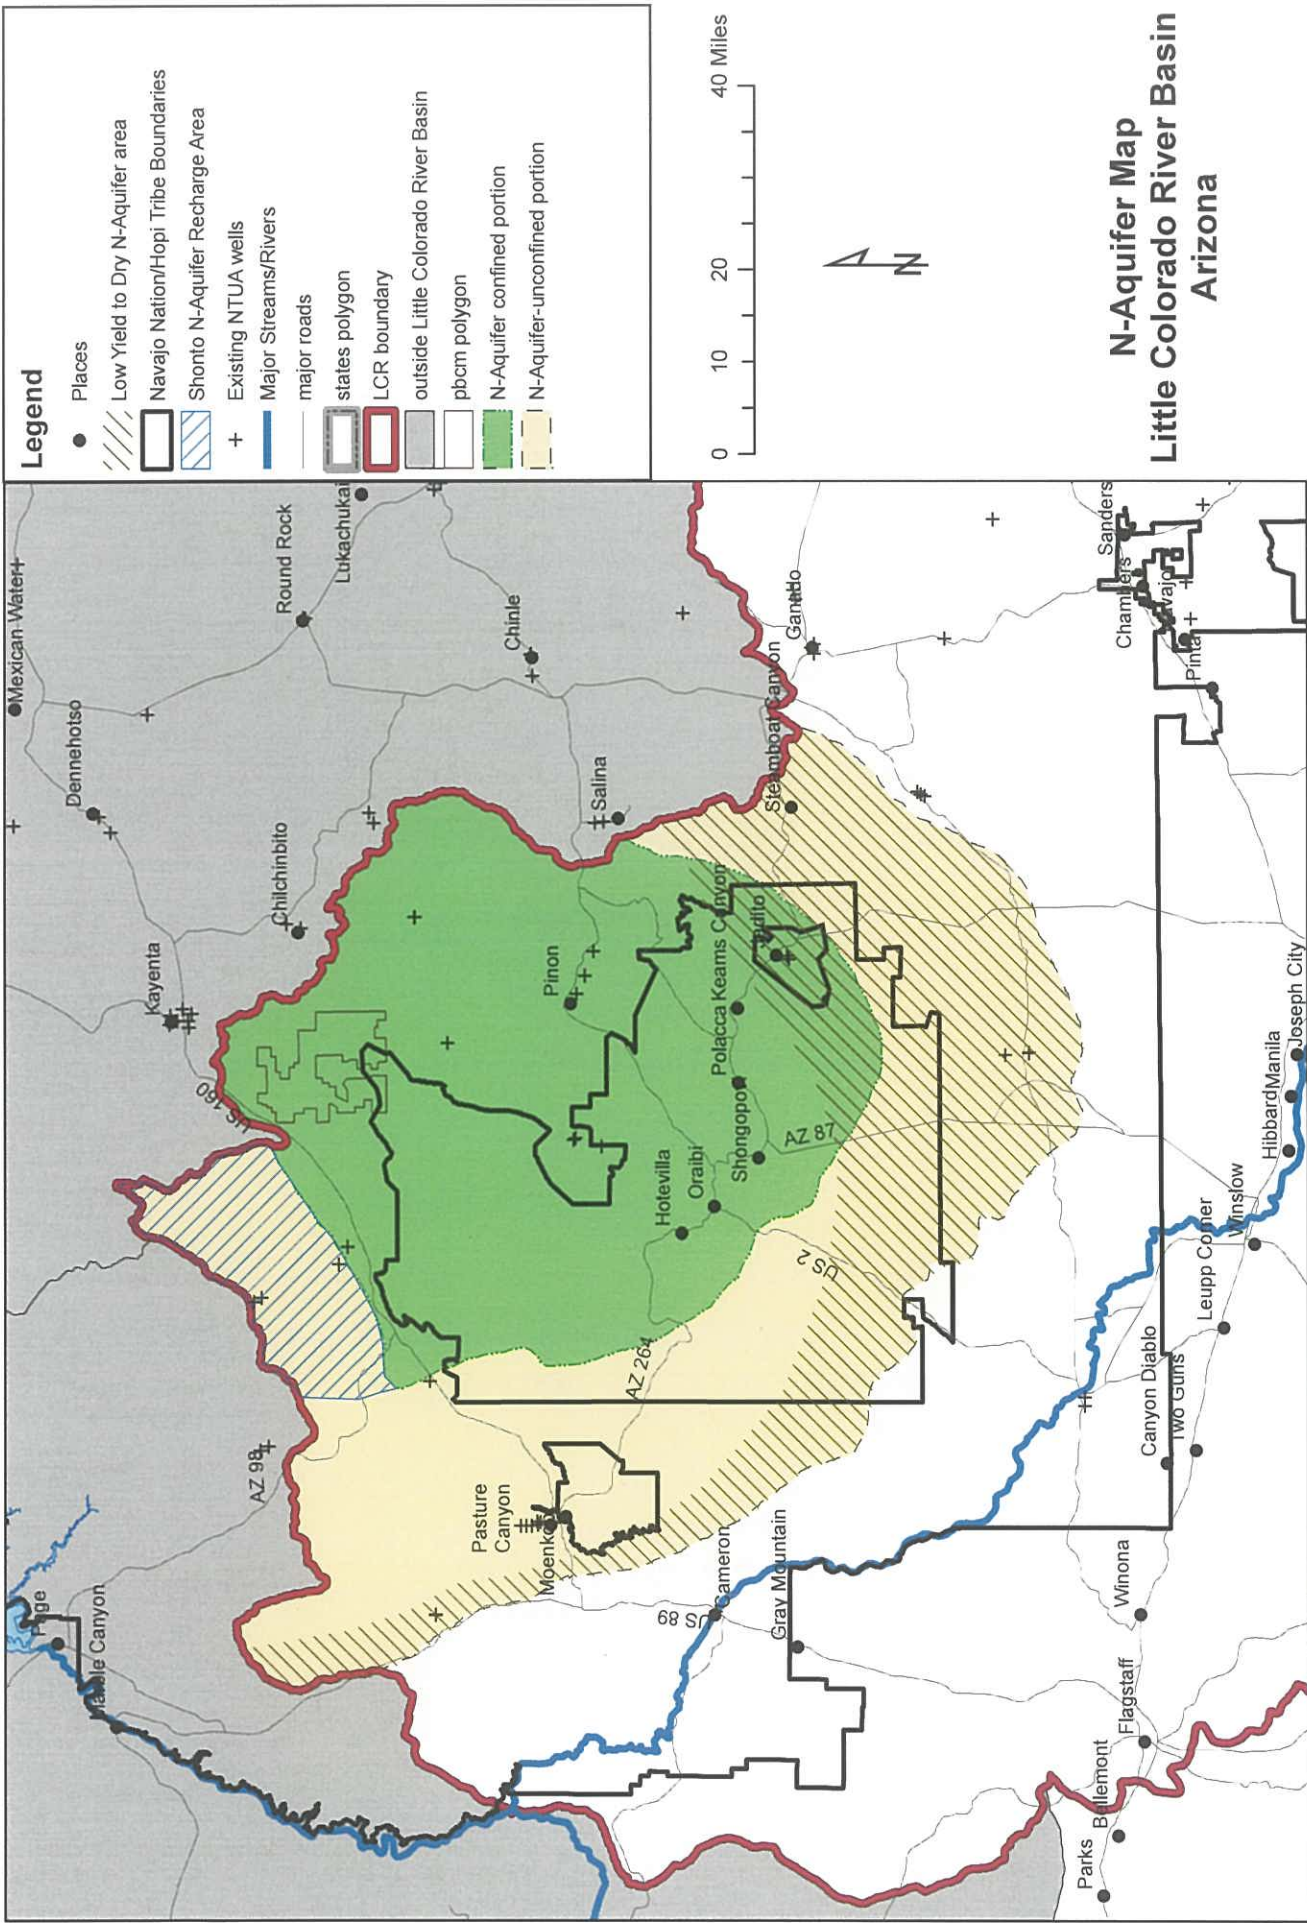 Legend
Places
Low Yield to Dry N-Aquifer area
Navajo Nation/Hopi Tribe Boundaries
Shonto N-Aquifer Recharge Area
Existing NTUA wells
Major Streams/Rivers
major roads
states polygon
LCR boundary
outside Little Colorado River Basin
pbcm polygon
N-Aquifer confined portion
N-Aquifer-unconfined portion
0 10 20 40 Miles
N
N-Aquifer Map
Little Colorado River Basin
Arizona
Mexican Water
Dennehotso
Kayenta
Chilchinbito
Round Rock
Lukachukai
Chinle
Salina
Pinon
US 160
AZ 98
Page
Marble Canyon
Pasture
Canyon
Moenko
AZ 264
Hotevilla
Oraibi
Shongopovi
Polacca
Keams Canyon
Steamboat Canyon
Ganado
AZ 87
US 2
US 89
Cameron
Gray Mountain
Chambers
Sanders
Navajo
Pinta
Canyon Diablo
Two Guns
Leupp Corner
Winslow
Hibbard
Manila
Joseph City
Winona
Flagstaff
Bellemont
Parks